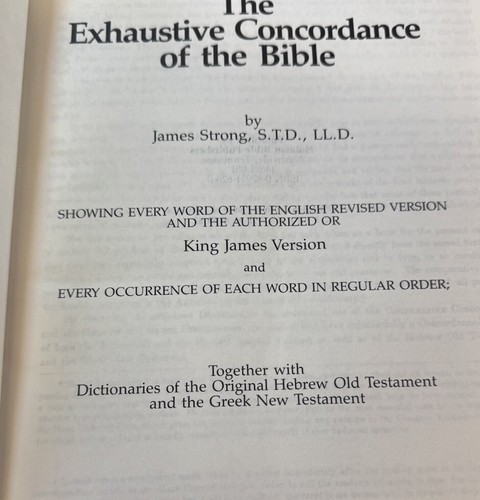 The
Exhaustive Concordance
of the Bible
by
James Strong, S.T.D., LL.D.
SHOWING EVERY WORD OF THE ENGLISH REVISED VERSION
AND THE AUTHORIZED OR
King James Version
and
EVERY OCCURRENCE OF EACH WORD IN REGULAR ORDER;
Together with
Dictionaries of the Original Hebrew Old Testament
and the Greek New Testament